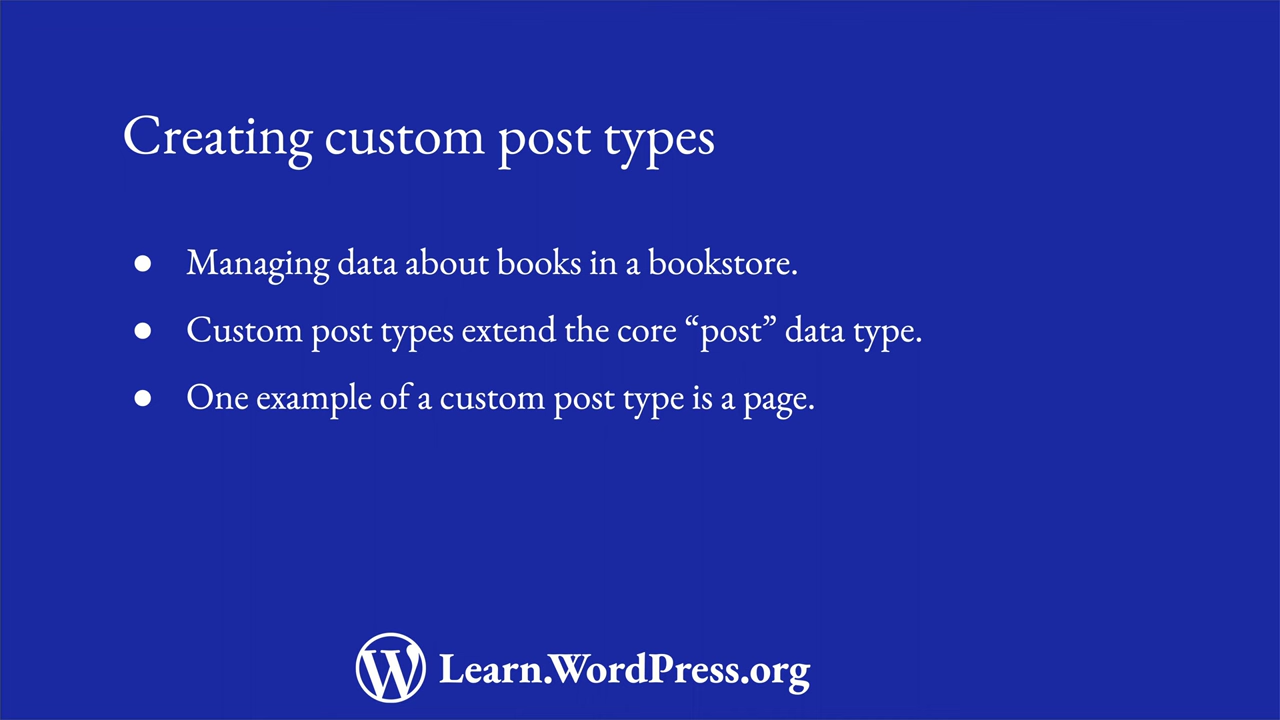 Creating custom post types
● Managing data about books in a bookstore.
● Custom post types extend the core “post” data type.
● One example of a custom post type is a page.
Learn.WordPress.org